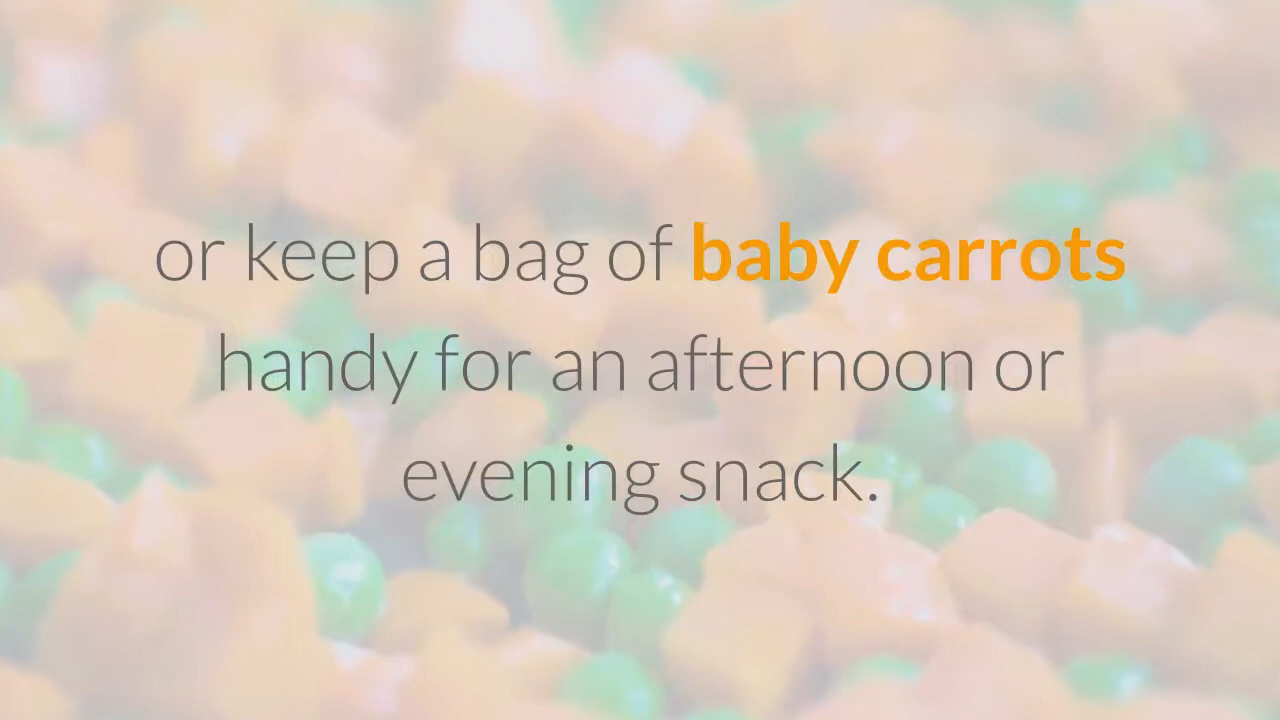 or keep a bag of baby carrots
handy for an afternoon or
evening snack.